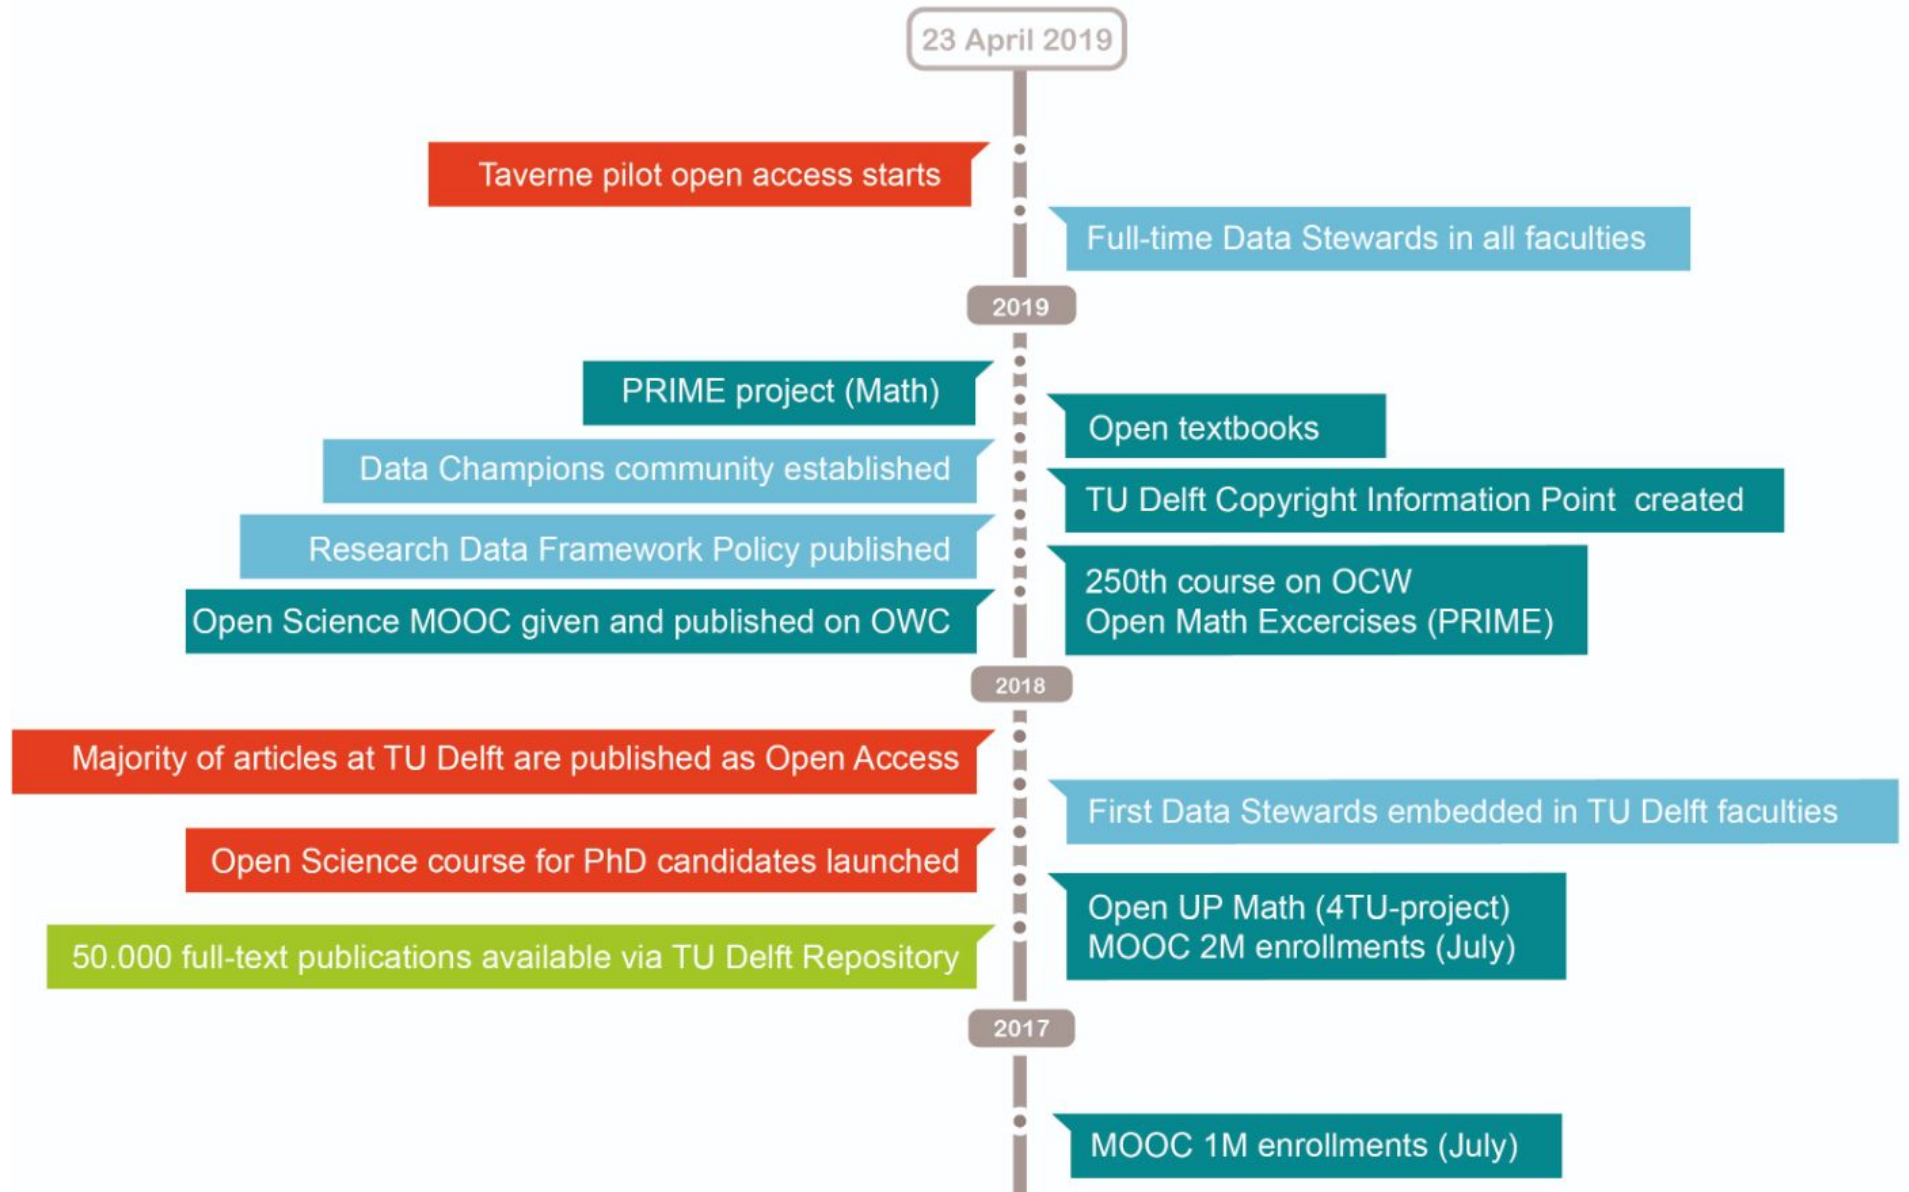 23 April 2019
Taverne pilot open access starts
Full-time Data Stewards in all faculties
2019
PRIME project (Math)
Open textbooks
Data Champions community established
TU Delft Copyright Information Point  created
Research Data Framework Policy published
250th course on OCW
Open Math Excercises (PRIME)
Open Science MOOC given and published on OWC
2018
Majority of articles at TU Delft are published as Open Access
First Data Stewards embedded in TU Delft faculties
Open Science course for PhD candidates launched
Open UP Math (4TU-project)
MOOC 2M enrollments (July)
50.000 full-text publications available via TU Delft Repository
2017
MOOC 1M enrollments (July)